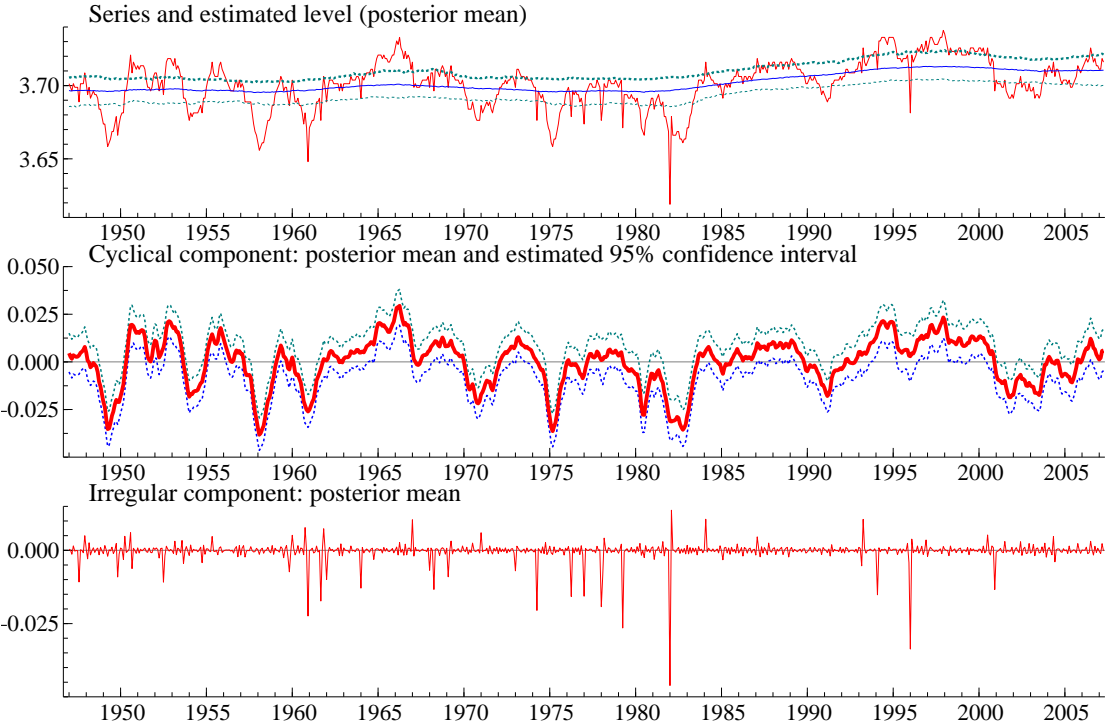 Series and estimated level (posterior mean)
3.70
3.65
1950 1955 1960 1965 1970 1975 1980 1985 1990 1995 2000 2005
Cyclical component: posterior mean and estimated 95% confidence interval
0.050
0.025
0.000
-0.025
1950 1955 1960 1965 1970 1975 1980 1985 1990 1995 2000 2005
Irregular component: posterior mean
0.000
-0.025
1950 1955 1960 1965 1970 1975 1980 1985 1990 1995 2000 2005